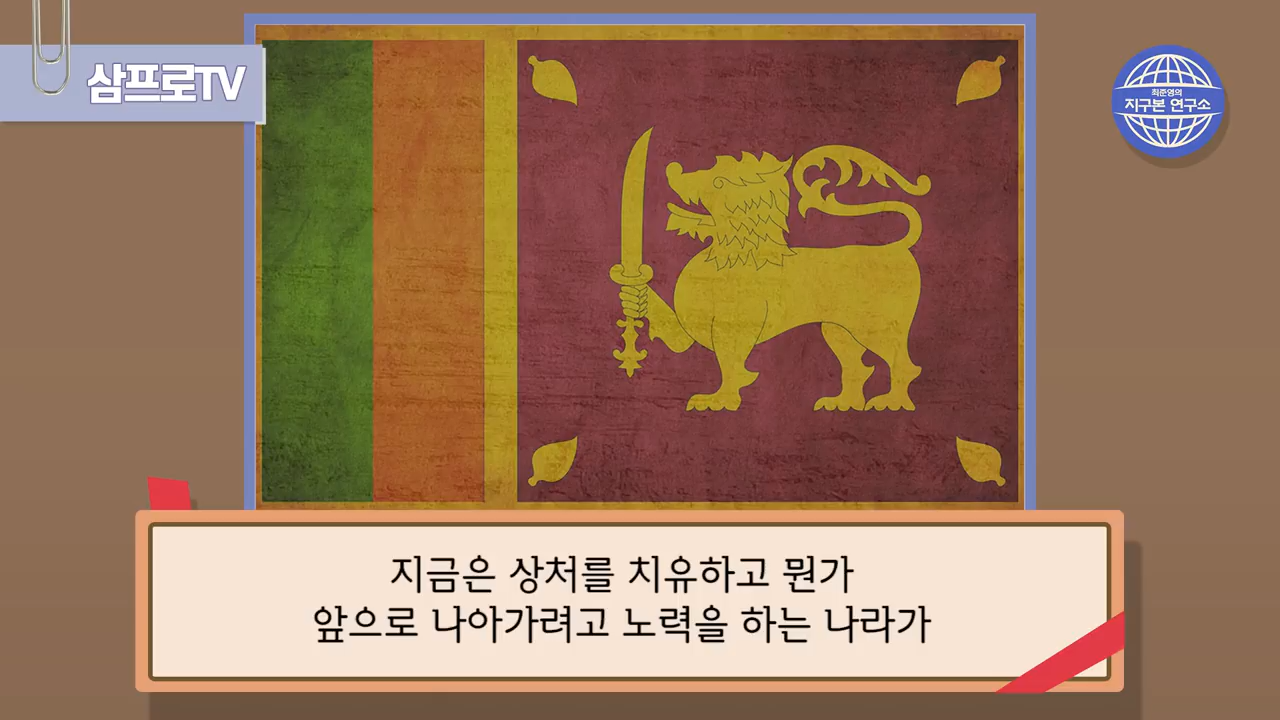 삼프로TV
최준영의
지구본 연구소
지금은 상처를 치유하고 뭔가
앞으로 나아가려고 노력을 하는 나라가